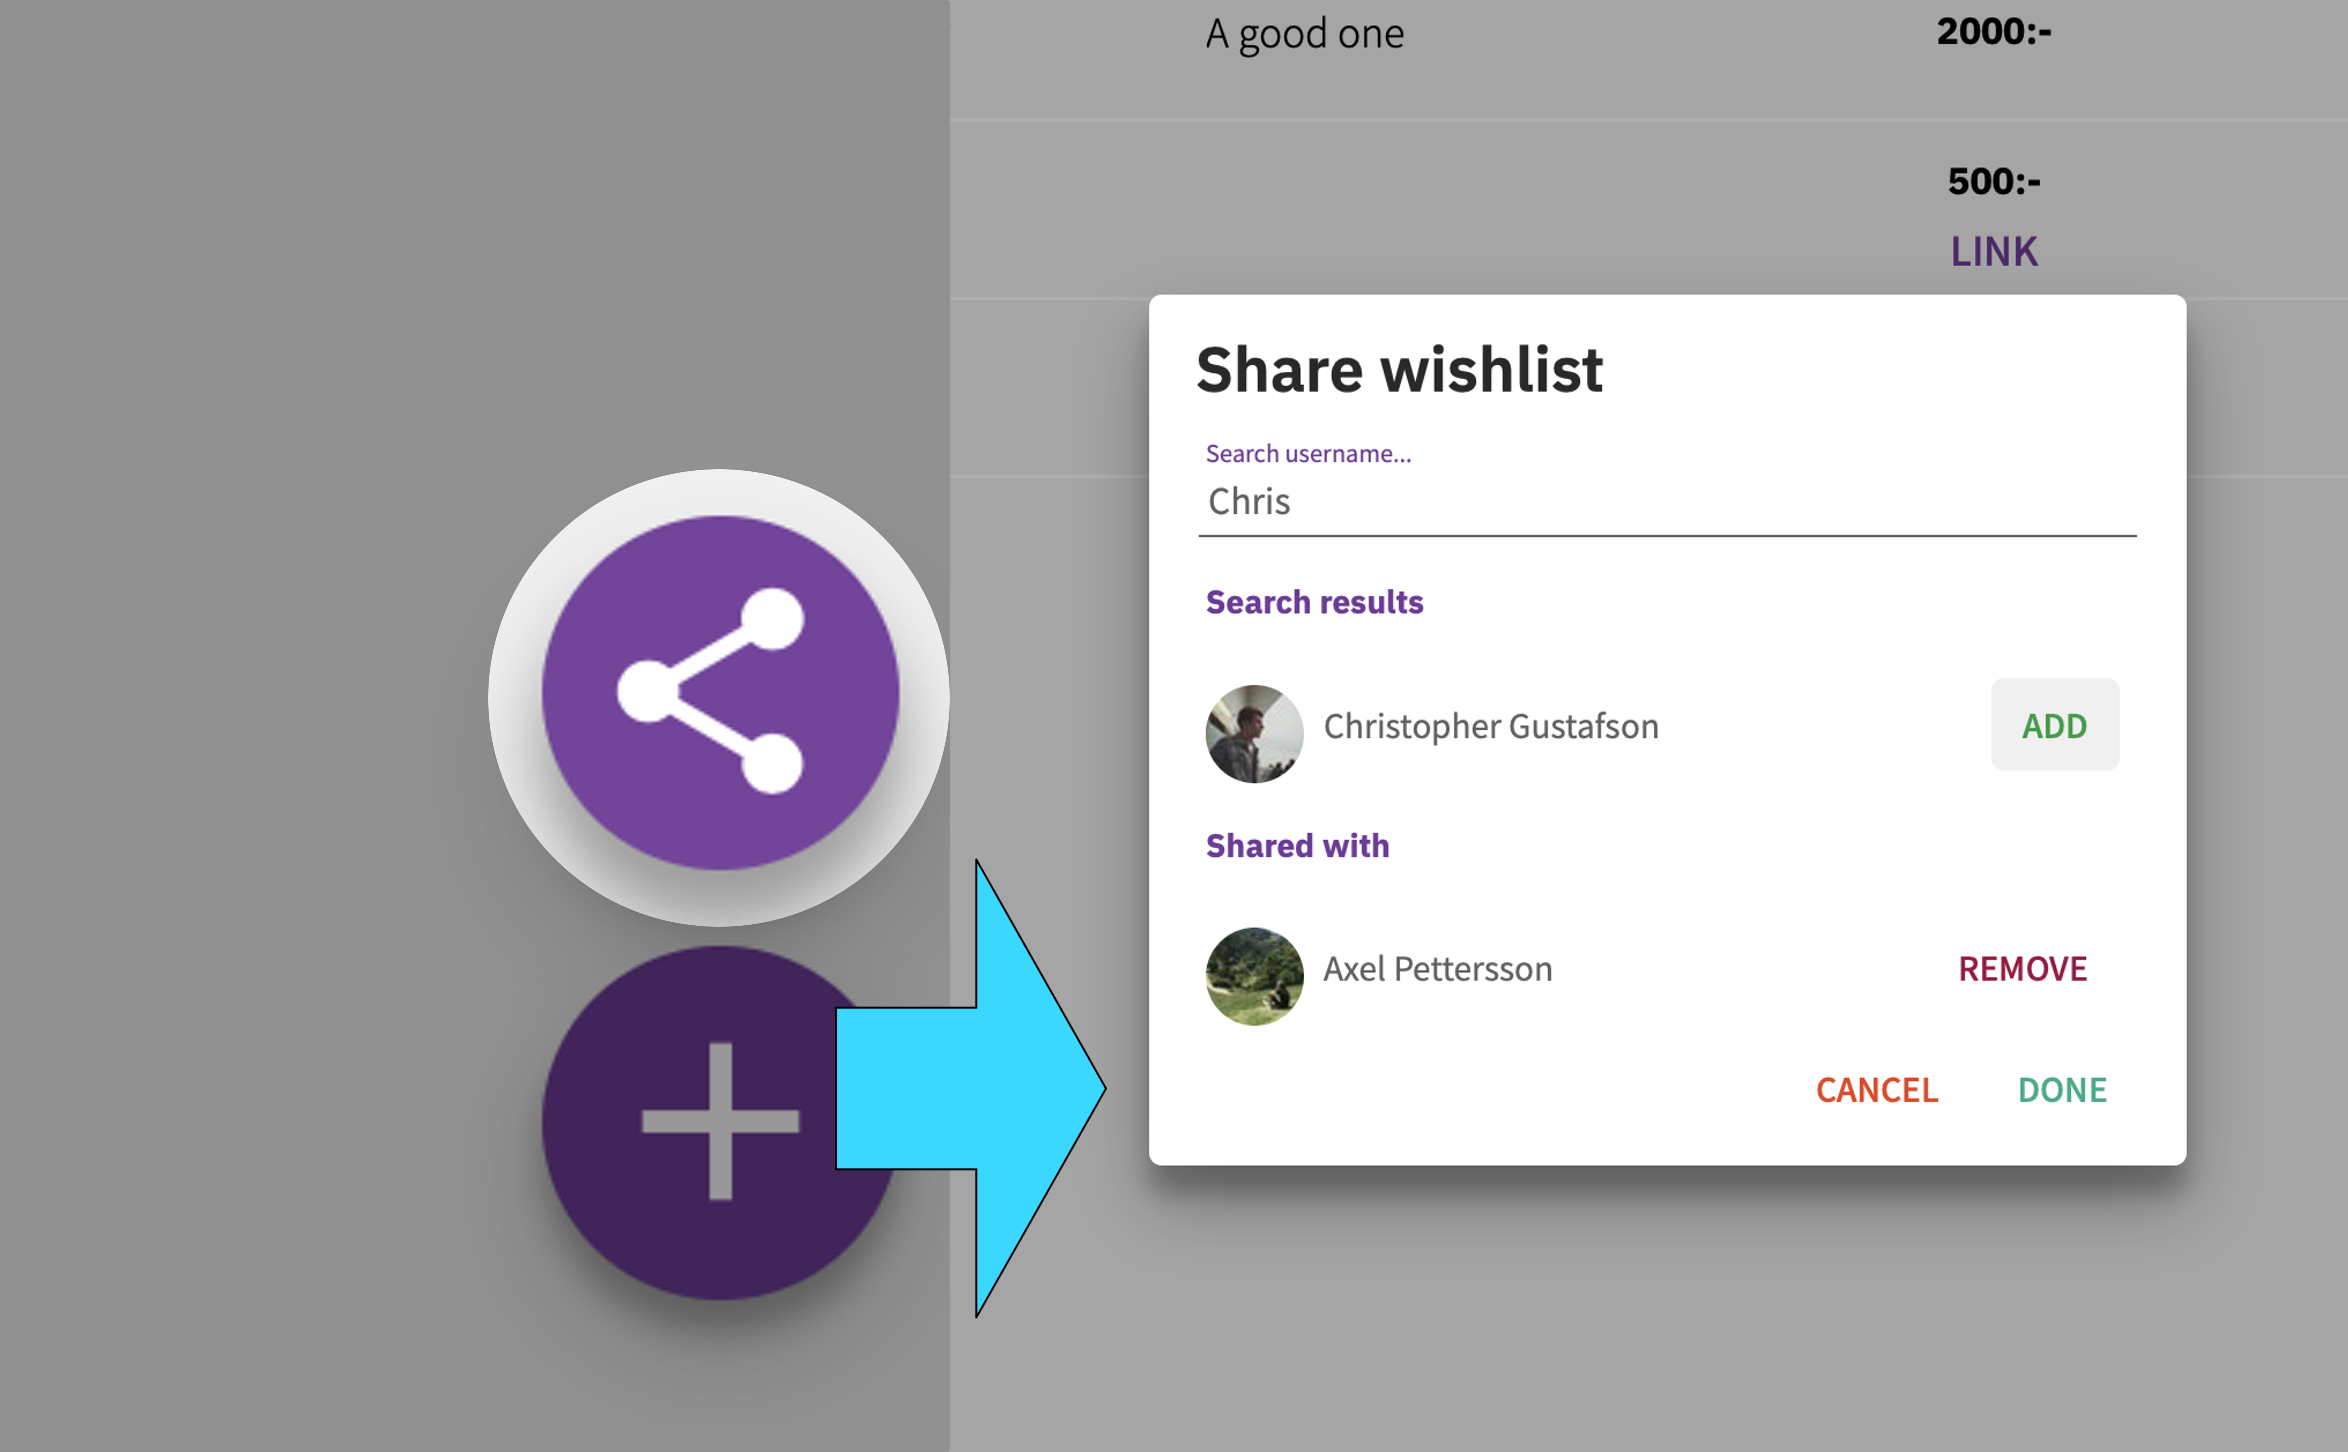 A good one
2000:-
500:-
LINK
Share wishlist
Search username...
Chris
Search results
Christopher Gustafson
ADD
Shared with
Axel Pettersson
REMOVE
CANCEL
DONE